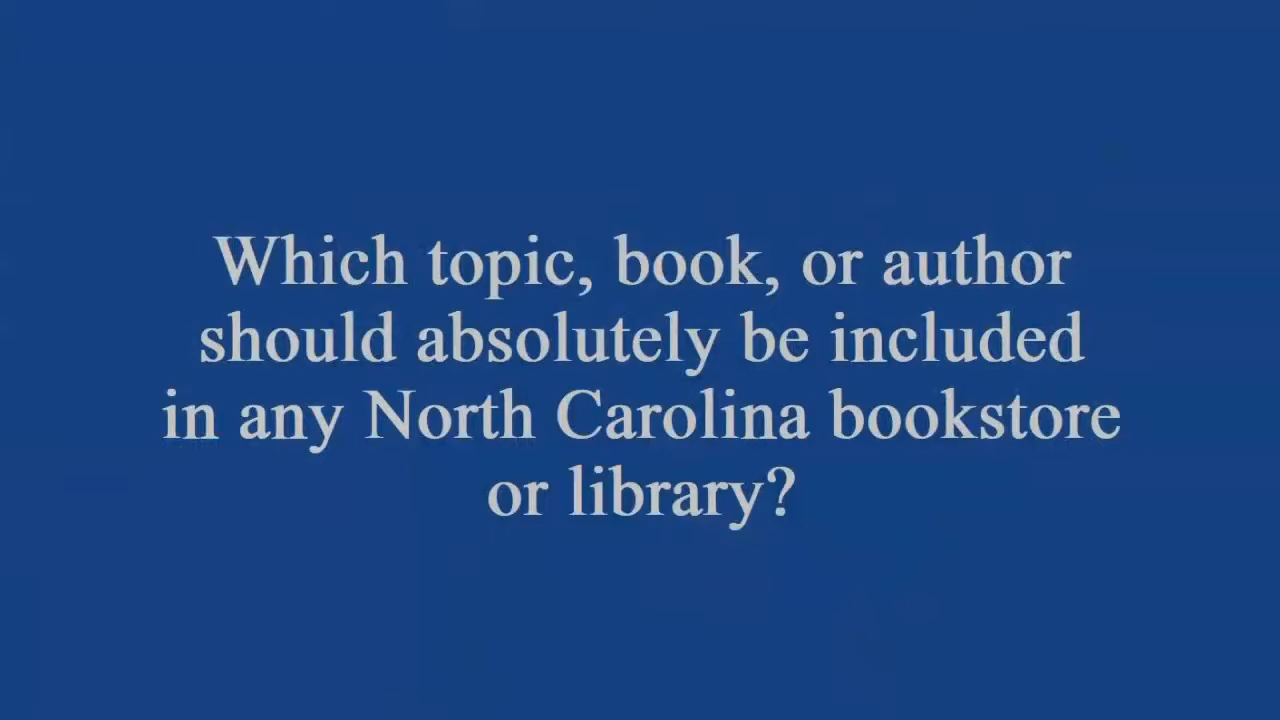 Which topic, book, or author
should absolutely be included
in any North Carolina bookstore
or library?